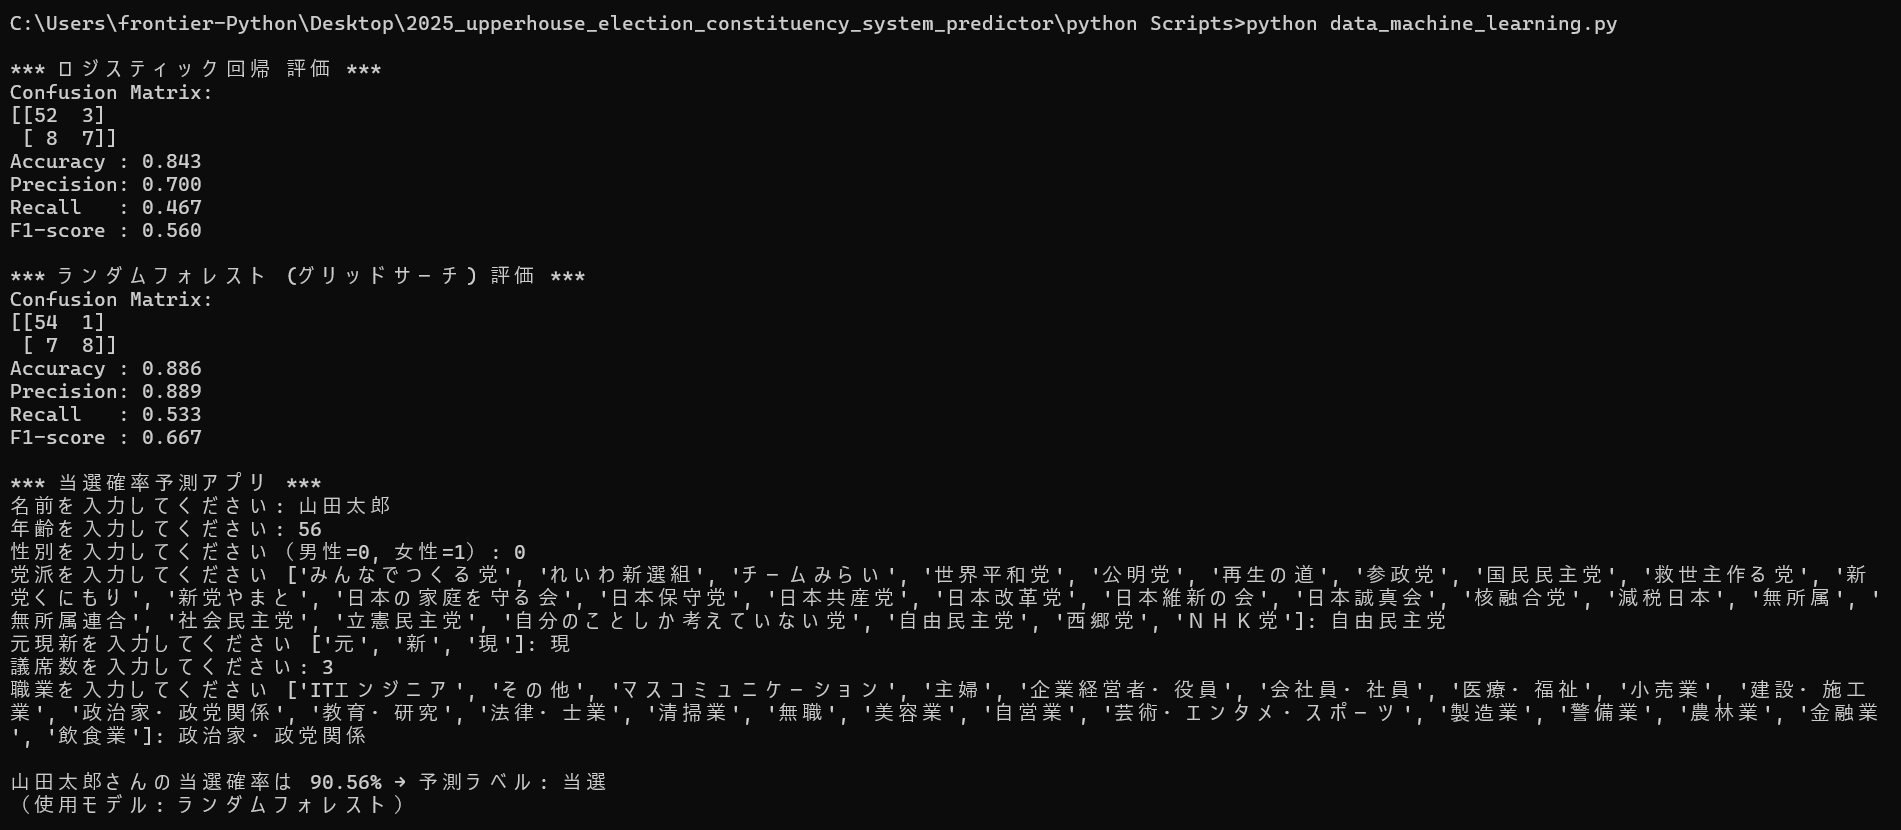 C:\Users\frontier-Python\Desktop\2025_upperhouse_election_constituency_system_predictor\python Scripts>python data_machine_learning.py
*** ロジスティック回帰 評価 ***
Confusion Matrix:
[[52  3]
 [ 8  7]]
Accuracy : 0.843
Precision: 0.700
Recall   : 0.467
F1-score : 0.560
*** ランダムフォレスト (グリッドサーチ) 評価 ***
Confusion Matrix:
[[54  1]
 [ 7  8]]
Accuracy : 0.886
Precision: 0.889
Recall   : 0.533
F1-score : 0.667
*** 当選確率予測アプリ ***
名前を入力してください: 山田太郎
年齢を入力してください: 56
性別を入力してください（男性=0, 女性=1）: 0
党派を入力してください ['みんなでつくる党', 'れいわ新選組', 'チームみらい', '世界平和党', '公明党', '再生の道', '参政党', '国民民主党', '救世主作る党', '新
党くにもり', '新党やまと', '日本の家庭を守る会', '日本保守党', '日本共産党', '日本改革党', '日本維新の会', '日本誠真会', '核融合党', '減税日本', '無所属', '
無所属連合', '社会民主党', '立憲民主党', '自分のことしか考えていない党', '自由民主党', '西郷党', 'ＮＨＫ党']: 自由民主党
元現新を入力してください ['元', '新', '現']: 現
議席数を入力してください: 3
職業を入力してください ['ITエンジニア', 'その他', 'マスコミュニケーション', '主婦', '企業経営者・役員', '会社員・社員', '医療・福祉', '小売業', '建設・施工
業', '政治家・政党関係', '教育・研究', '法律・士業', '清掃業', '無職', '美容業', '自営業', '芸術・エンタメ・スポーツ', '製造業', '警備業', '農林業', '金融業
', '飲食業']: 政治家・政党関係
山田太郎さんの当選確率は 90.56% → 予測ラベル: 当選
（使用モデル: ランダムフォレスト）